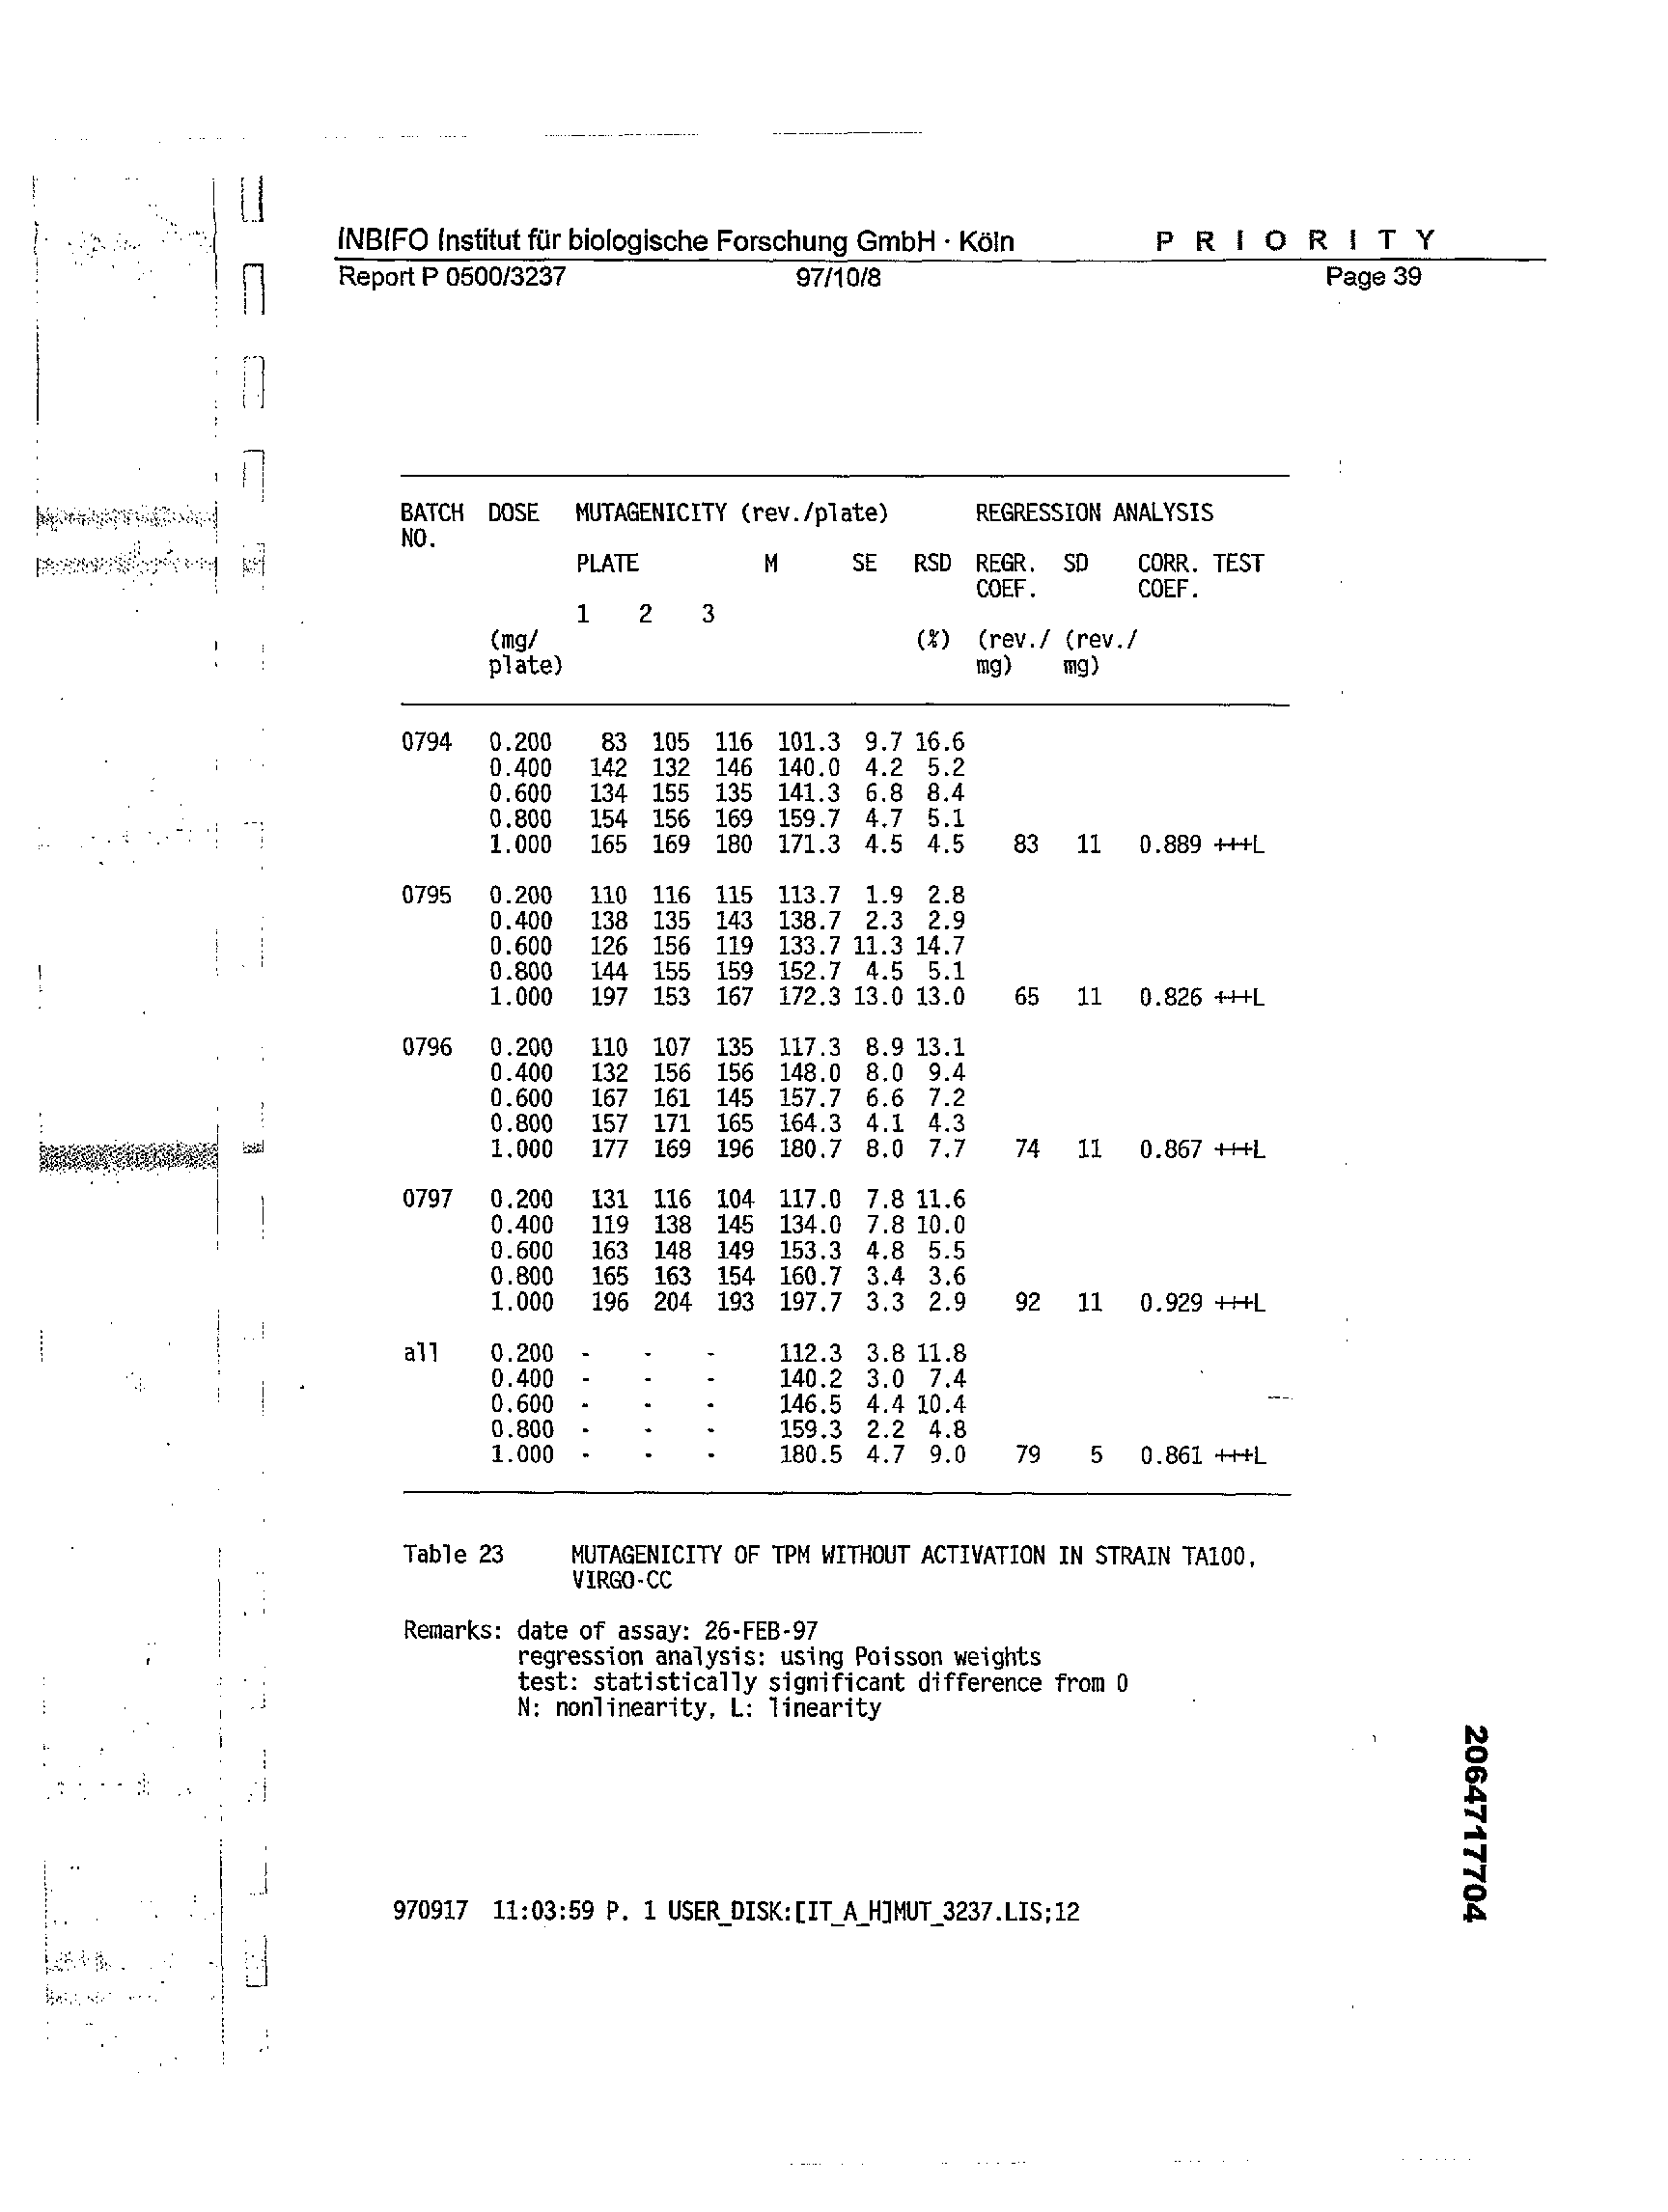 INBIFO Institut für biologische Forschung GmbH · Köln P R I O R I T Y
Report P 0500/3237 97/10/8 Page 39
BATCH DOSE MUTAGENICITY (rev./plate) REGRESSION ANALYSIS
NO.
PLATE M SE RSD REGR. SD CORR. TEST
COEF. COEF.
1 2 3
(mg/ (%) (rev./ (rev./
plate) mg) mg)
0794 0.200 83 105 116 101.3 9.7 16.6
0.400 142 132 146 140.0 4.2 5.2
0.600 134 155 135 141.3 6.8 8.4
0.800 154 156 169 159.7 4.7 5.1
1.000 165 169 180 171.3 4.5 4.5 83 11 0.889 +++L
0795 0.200 110 116 115 113.7 1.9 2.8
0.400 138 135 143 138.7 2.3 2.9
0.600 126 156 119 133.7 11.3 14.7
0.800 144 155 159 152.7 4.5 5.1
1.000 197 153 167 172.3 13.0 13.0 65 11 0.826 +++L
0796 0.200 110 107 135 117.3 8.9 13.1
0.400 132 156 156 148.0 8.0 9.4
0.600 167 161 145 157.7 6.6 7.2
0.800 157 171 165 164.3 4.1 4.3
1.000 177 169 196 180.7 8.0 7.7 74 11 0.867 +++L
0797 0.200 131 116 104 117.0 7.8 11.6
0.400 119 138 145 134.0 7.8 10.0
0.600 163 148 149 153.3 4.8 5.5
0.800 165 163 154 160.7 3.4 3.6
1.000 196 204 193 197.7 3.3 2.9 92 11 0.929 +++L
all 0.200 - - - 112.3 3.8 11.8
0.400 - - - 140.2 3.0 7.4
0.600 - - - 146.5 4.4 10.4
0.800 - - - 159.3 2.2 4.8
1.000 - - - 180.5 4.7 9.0 79 5 0.861 +++L
Table 23 MUTAGENICITY OF TPM WITHOUT ACTIVATION IN STRAIN TA100,
VIRGO-CC
Remarks: date of assay: 26-FEB-97
regression analysis: using Poisson weights
test: statistically significant difference from 0
N: nonlinearity, L: linearity
2064717704
970917 11:03:59 P. 1 USER_DISK:[IT_A_H]MUT_3237.LIS;12